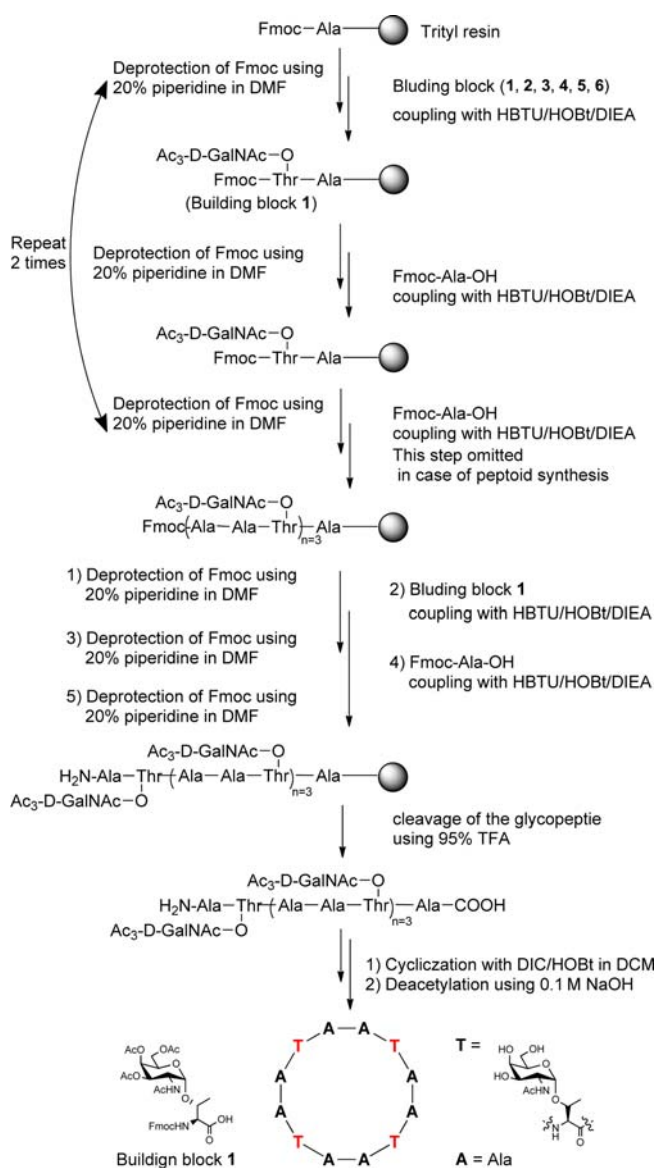 Fmoc–Ala
Trityl resin
Deprotection of Fmoc using
20% piperidine in DMF
Bluding block (1, 2, 3, 4, 5, 6)
coupling with HBTU/HOBt/DIEA
Ac3-D-GalNAc–O
Fmoc–Thr–Ala
(Building block 1)
Repeat
2 times
Deprotection of Fmoc using
20% piperidine in DMF
Fmoc-Ala-OH
coupling with HBTU/HOBt/DIEA
Ac3-D-GalNAc–O
Fmoc–Thr–Ala
Deprotection of Fmoc using
20% piperidine in DMF
Fmoc-Ala-OH
coupling with HBTU/HOBt/DIEA
This step omitted
in case of peptoid synthesis
Ac3-D-GalNAc–O
Fmoc(Ala–Ala–Thr)n=3–Ala
1) Deprotection of Fmoc using
20% piperidine in DMF
2) Bluding block 1
coupling with HBTU/HOBt/DIEA
3) Deprotection of Fmoc using
20% piperidine in DMF
4) Fmoc-Ala-OH
coupling with HBTU/HOBt/DIEA
5) Deprotection of Fmoc using
20% piperidine in DMF
Ac3-D-GalNAc–O
H2N-Ala–Thr–(Ala–Ala–Thr)n=3–Ala
Ac3-D-GalNAC–O
cleavage of the glycopeptie
using 95% TFA
Ac3-D-GalNAC–O
H2N-Ala–Thr–(Ala–Ala–Thr)n=3–Ala–COOH
Ac3-D-GalNAC–O
1) Cycliczation with DIC/HOBt in DCM
2) Deacetylation using 0.1 M NaOH
AcO OAc
O
AcO
AcHN
O
FmocHN
OH
O
Buildign block 1
A–A
T T
A A
A A
T T
A–A
T =
HO OH
O
HO
AcHN
O
N
H
O
A = Ala